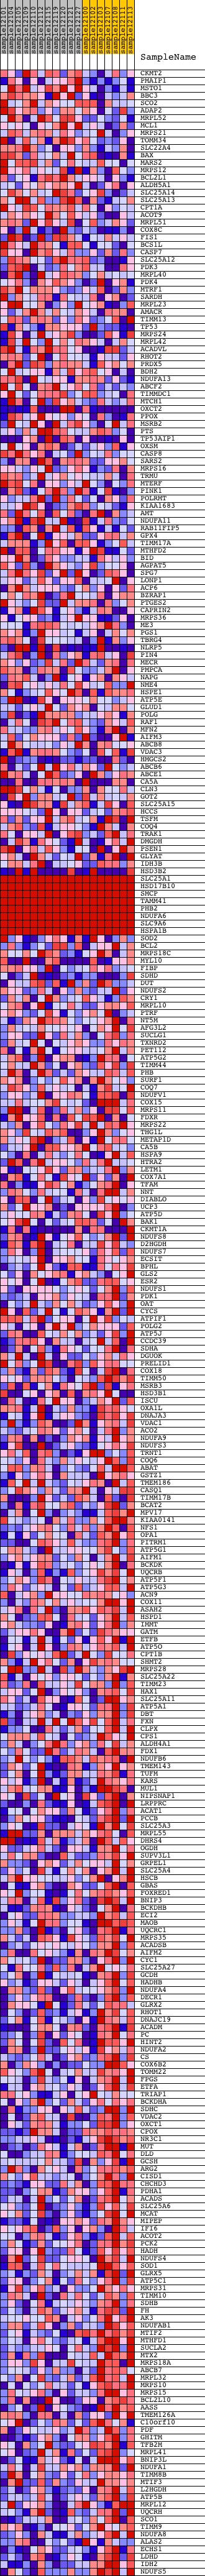 SampleName
CKMT2
PMAIP1
MSTO1
BBC3
SCO2
ADAP2
MRPL52
MCL1
MRPS21
TOMM34
SLC22A4
BAX
MARS2
MRPS12
BCL2L1
ALDH5A1
SLC25A14
SLC25A13
CPT1A
ACOT9
MRPL51
COX8C
FIS1
BCS1L
CASP7
SLC25A12
PDK3
MRPL40
PDK4
MTRF1
SARDH
MRPL23
AMACR
TIMM13
TP53
MRPS24
MRPL42
ACADVL
RHOT2
PRDX5
BDH2
NDUFA13
ABCF2
TIMMDC1
MTCH1
OXCT2
PPOX
MSRB2
PTS
TP53AIP1
OXSM
CASP8
SARS2
MRPS16
TRMU
MTERF
PINK1
POLRMT
KIAA1683
AMT
NDUFA11
RAB11FIP5
GPX4
TIMM17A
MTHFD2
BID
AGPAT5
SPG7
LONP1
ACP6
BZRAP1
PTGES2
CAPRIN2
MRPS36
ME3
PGS1
TBRG4
NLRP5
PIN4
MECR
PMPCA
NAPG
NME4
HSPE1
ATP5E
GLUD1
POLG
RAF1
MFN2
AIFM3
ABCB8
VDAC3
HMGCS2
ABCB6
ABCE1
CA5A
CLN3
GOT2
SLC25A15
HCCS
TSFM
COQ4
TRAK1
DMGDH
PSEN1
GLYAT
IDH3B
HSD3B2
SLC25A1
HSD17B10
SMCP
TAMM41
PHB2
NDUFA6
SLC9A6
HSPA1B
SOD2
BCL2
MRPS18C
HTL10
FIBP
SDHD
DUT
NDUFS2
CRY1
MRPL10
PTRF
NT5M
AFG3L2
SUCLG1
TXNRD2
PET112
ATP5G2
TIMM44
PHB
SURF1
COQ7
NDUFV1
COX15
MRPS11
FDXR
MRPS22
THG1L
METAP1D
CA5B
HSPA9
HTRA2
LETM1
COX7A1
TFAM
NNT
DIABLO
UCP3
ATP5D
BAK1
CKMT1A
NDUFS8
D2HGDH
NDUFS7
ECSIT
BPHL
GLS2
ESR2
NDUFS1
PDK1
OAT
CYCS
ATPIF1
POLG2
ATP5J
CCDC39
SDHA
DGUOK
PRELID1
COX18
TIMM50
MSRB3
HSD3B1
ISCU
OXA1L
DNAJA3
VDAC1
ACO2
NDUFA9
NDUFS3
TRNT1
COQ6
ABAT
GSTZ1
TMEM186
CASQ1
TIMM17B
BCAT2
MPV17
KIAA0141
NFS1
OPA1
PITRM1
ATP5G1
AIFM1
BCKDK
UQCRB
ATP5F1
ATP5G3
ACN9
COX11
ASAH2
HSPD1
IMMT
GATM
ETFB
ATP5O
CPT1B
SHMT2
MRPS28
SLC25A22
TIMM23
HAX1
SLC25A11
ATP5A1
DBT
FXN
CLPX
CPS1
ALDH4A1
FDX1
NDUFB6
TMEM143
TUFM
KARS
MUL1
NIPSNAP1
LRPPRC
ACAT1
PCCB
SLC25A3
MRPL55
DHRS4
OGDH
SUPV3L1
GRPEL1
SLC25A4
HSCB
GBAS
FOXRED1
BNIP3
BCKDHB
ECI2
MAOB
UQCRC1
MRPS35
ACADSB
AIFM2
CYC1
SLC25A27
GCDH
HADHB
NDUFA4
DECR1
GLRX2
RHOT1
DNAJC19
ACADM
PC
HINT2
NDUFA2
CS
COX6B2
TOMM22
FPGS
ETFA
TRIAP1
BCKDHA
SDHC
VDAC2
OXCT1
CPOX
NR3C1
MUT
DLD
GCSH
ARG2
CISD1
CHCHD3
PDHA1
ACADS
SLC25A6
MCAT
MIPEP
IFI6
ACOT2
PCK2
HADH
NDUFS4
SOD1
GLRX5
ATP5C1
MRPS31
TIMM10
SDHB
FH
AK3
NDUFAB1
MTIF2
MTHFD1
SUCLA2
MTX2
MRPS18A
ABCB7
MRPL32
MRPS10
MRPS15
BCL2L10
AASS
TMEM126A
C10orf10
PDF
GHITM
TFB2M
MRPL41
BNIP3L
NDUFA1
TIMM8B
MTIF3
L2HGDH
ATP5B
MRPL12
UQCRH
SCO1
TIMM9
NDUFA8
ALAS2
ECHS1
LDHD
IDH2
NDUFS5